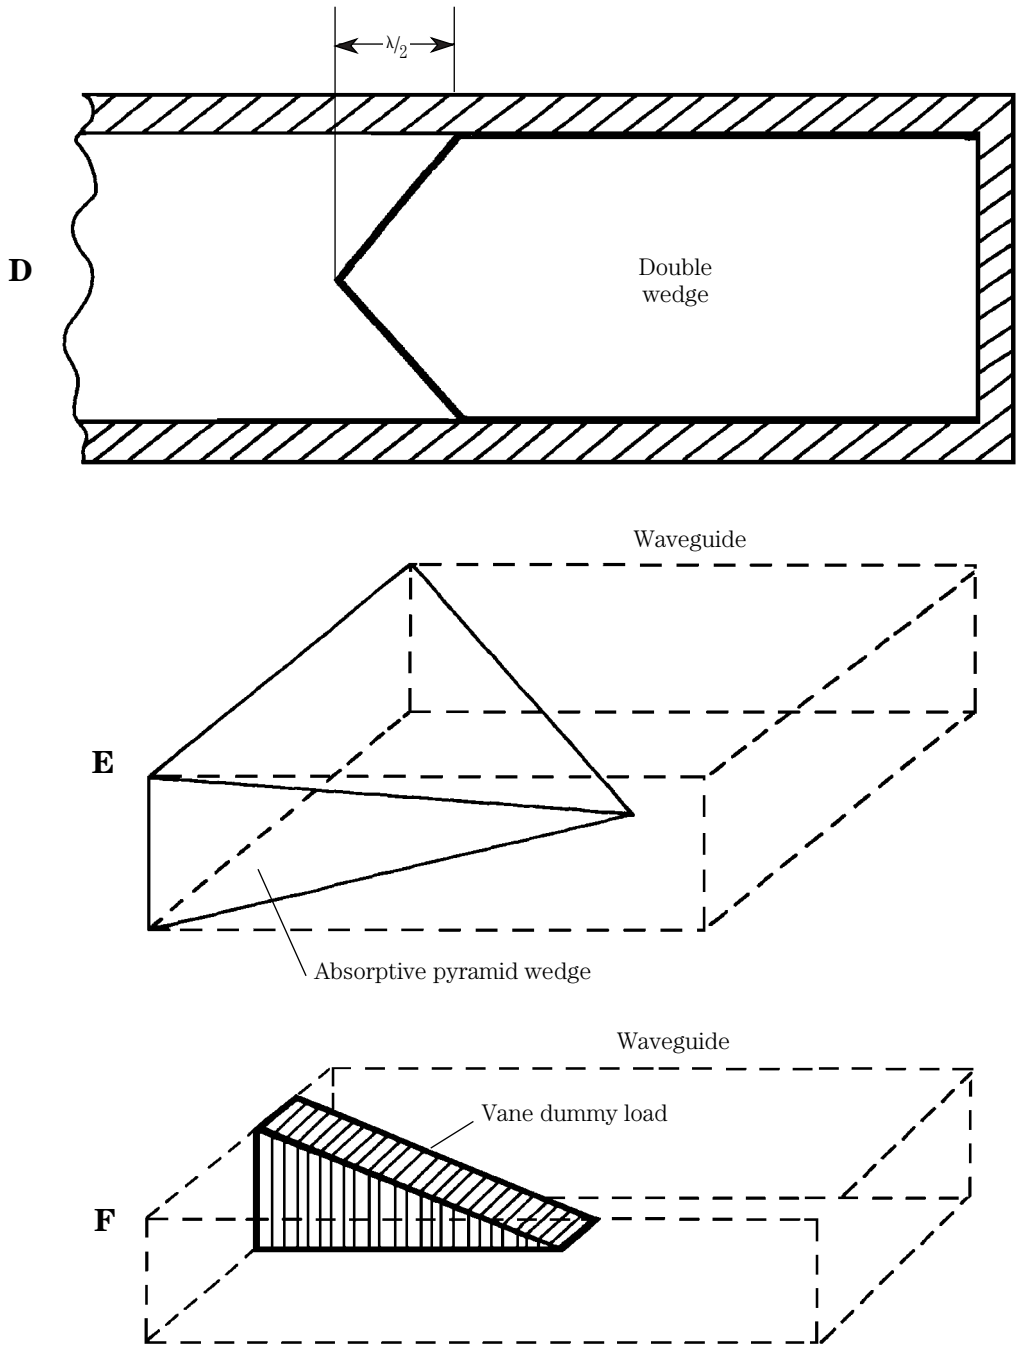 λ/2
D
Double
wedge
Waveguide
E
Absorptive pyramid wedge
Waveguide
Vane dummy load
F